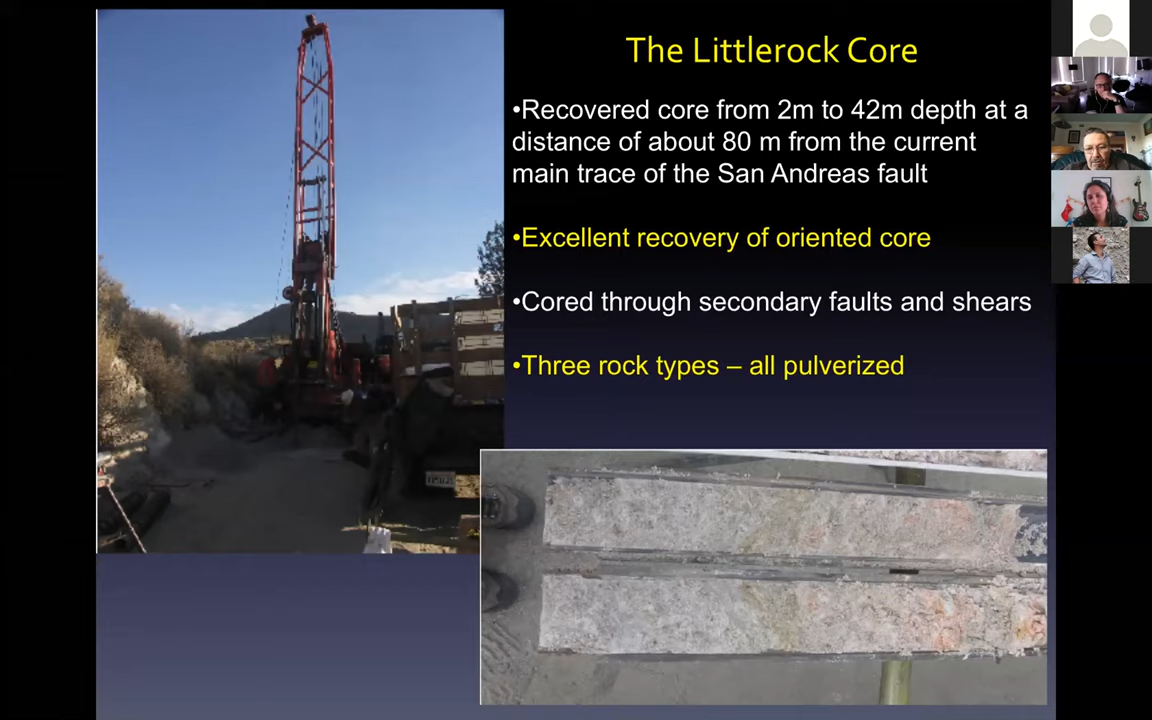 The Littlerock Core
•Recovered core from 2m to 42m depth at a
distance of about 80 m from the current
main trace of the San Andreas fault
•Excellent recovery of oriented core
•Cored through secondary faults and shears
•Three rock types – all pulverized